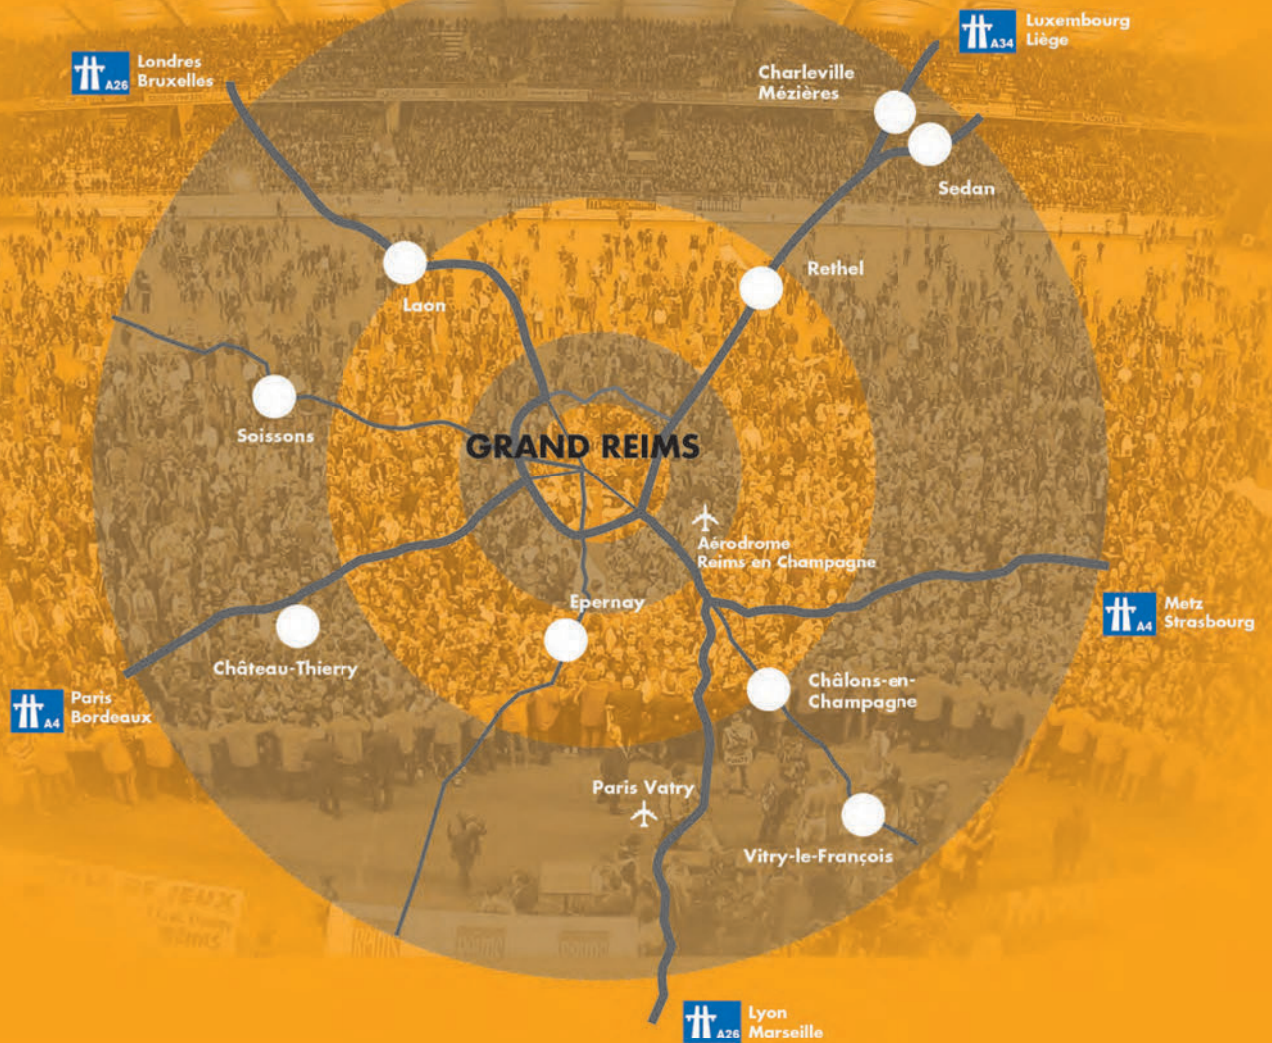 A34
Luxembourg
Liège
A26
Londres
Bruxelles
Charleville
Mézières
NOVOTEL
Sedan
Rethel
Laon
Soissons
GRAND REIMS
Aérodrome
Reims en Champagne
Epernay
A4
Metz
Strasbourg
Château-Thierry
Châlons-en-
Champagne
A4
Paris
Bordeaux
Paris Vatry
Vitry-le-François
A26
Lyon
Marseille